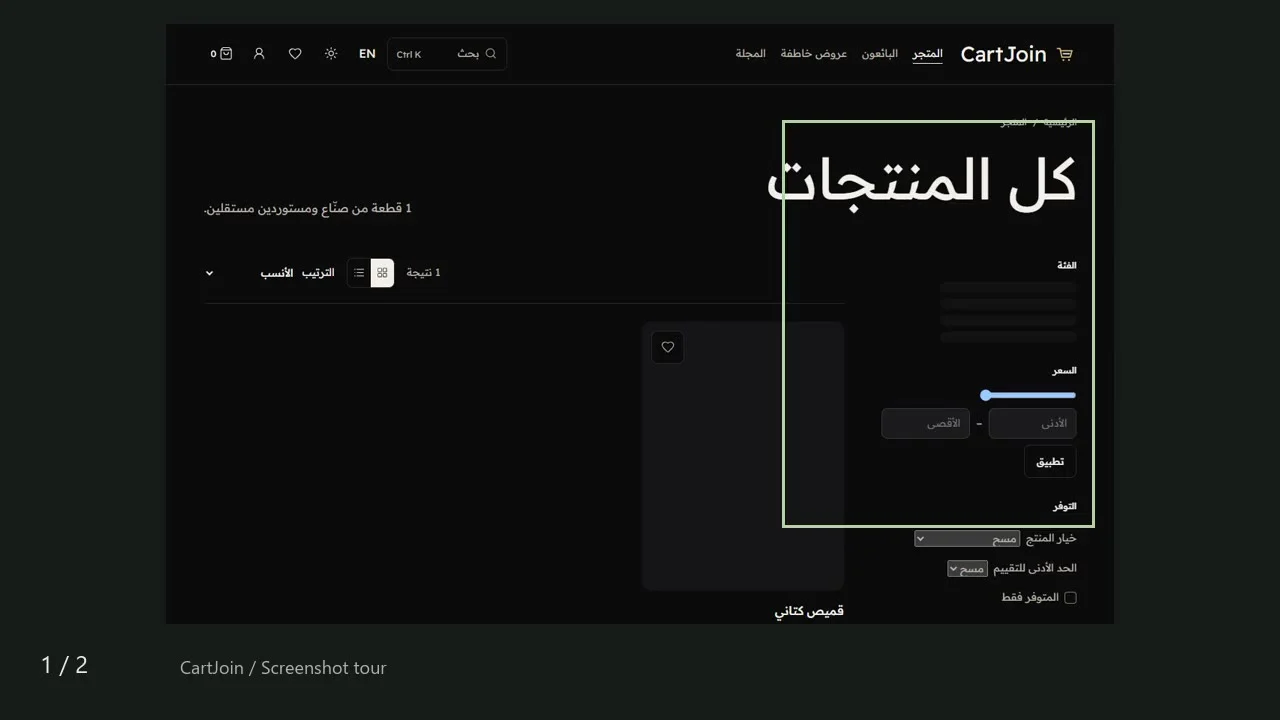 CartJoin المتجر البائعون عروض خاطفة المجلة
بحث Ctrl K EN 0
الرئيسية / المتجر
كل المنتجات
1 قطعة من صنّاع ومستوردين مستقلين.
1 نتيجة الترتيب الأنسب
الفئة
السعر
الأدنى – الأقصى
تطبيق
التوفر
خيار المنتج مسح
الحد الأدنى للتقييم مسح
المتوفر فقط
قميص كتاني
1 / 2 CartJoin / Screenshot tour